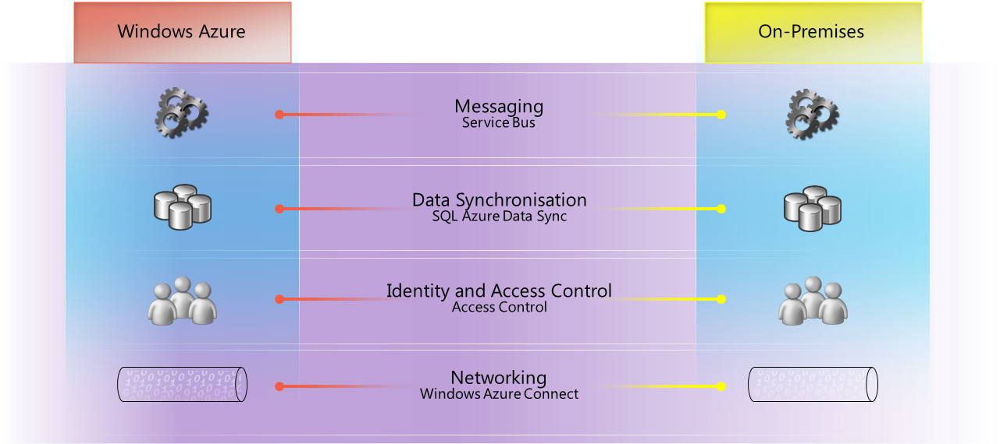 Windows Azure
On-Premises
Messaging
Service Bus
Data Synchronisation
SQL Azure Data Sync
Identity and Access Control
Access Control
Networking
Windows Azure Connect